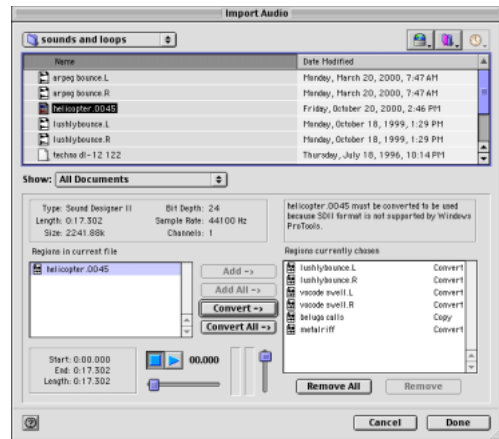 Import Audio
sounds and loops
Name Date Modified
arpeg bounce.L Monday, March 20, 2000, 7:47 AM
arpeg bounce.R Monday, March 20, 2000, 7:47 AM
helicopter.0045 Friday, October 20, 2000, 2:46 PM
lushlybounce.L Monday, October 18, 1999, 1:29 PM
lushlybounce.R Monday, October 18, 1999, 1:29 PM
techno dl-12 122 Thursday, July 18, 1996, 10:14 PM
Show: All Documents
Type: Sound Designer II Bit Depth: 24
Length: 0:17.302 Sample Rate: 44100 Hz
Size: 2241.88k Channels: 1
helicopter.0045 must be converted to be used
because SDII format is not supported by Windows
ProTools.
Regions in current file
helicopter.0045
Add ->
Add All ->
Convert ->
Convert All ->
Regions currently chosen
lushlybounce.L Convert
lushlybounce.R Convert
vocode swell.L Convert
vocode swell.R Convert
beluga calls Copy
metalriff Convert
Start: 0:00.000
End: 0:17.302
Length: 0:17.302
00.000
Remove All Remove
?
Cancel Done